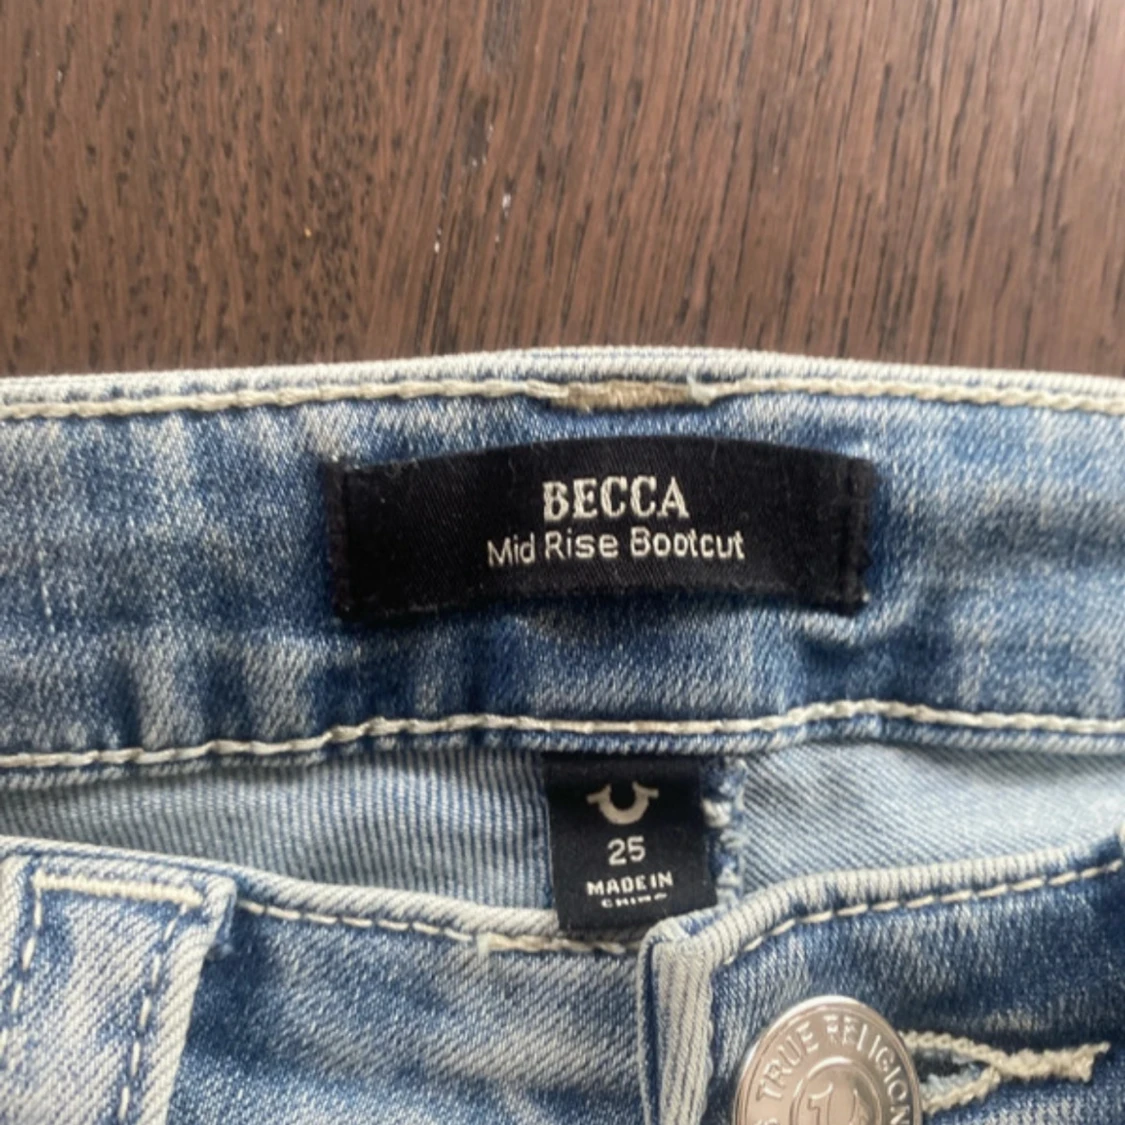 BECCA
Mid Rise Bootcut
25
MADE IN
CHINA
TRUE RELIGION